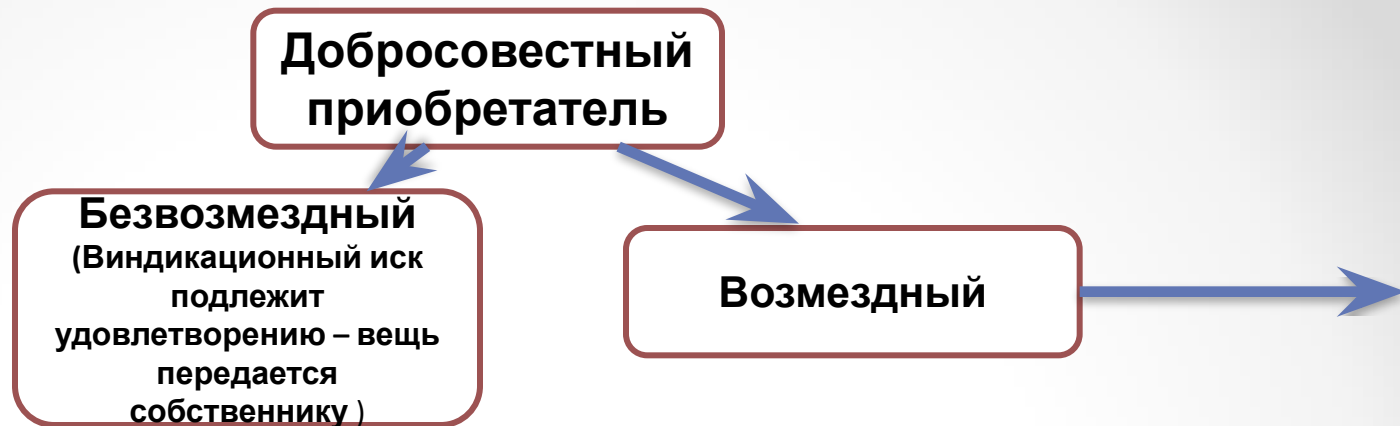 Добросовестный
приобретатель
Безвозмездный
(Виндикационный иск
подлежит
удовлетворению – вещь
передается
собственнику )
Возмездный